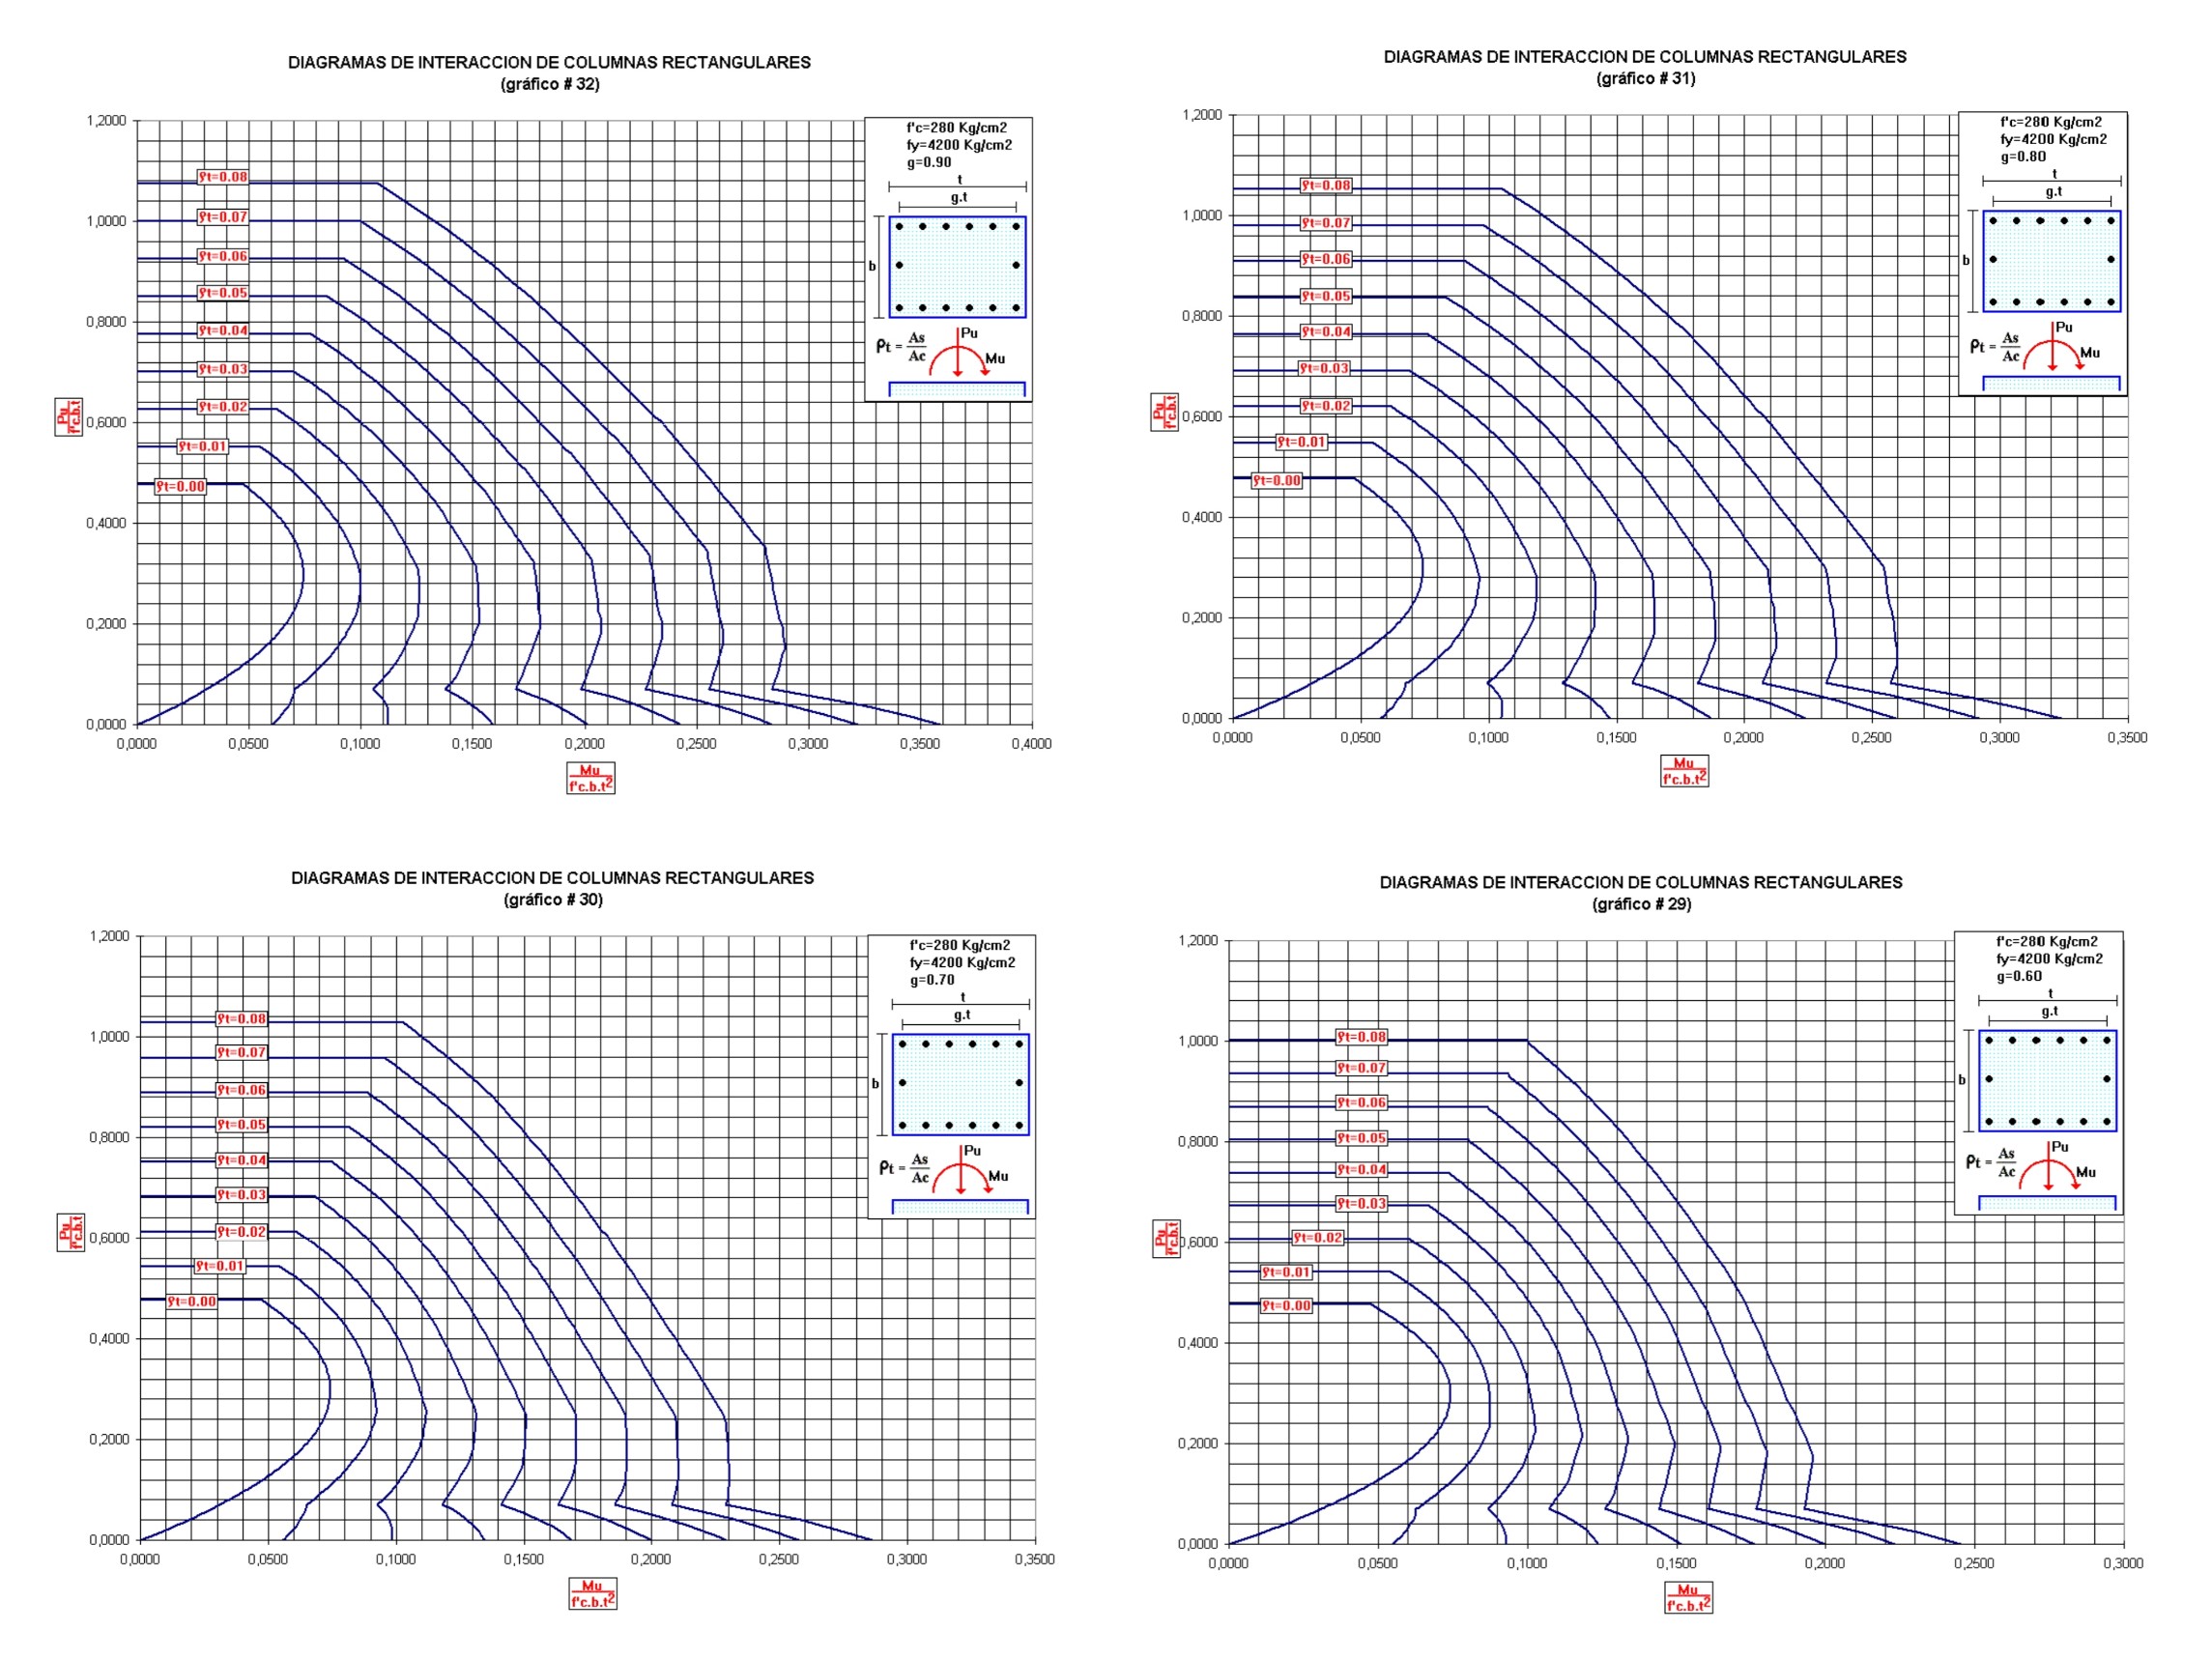 DIAGRAMAS DE INTERACCION DE COLUMNAS RECTANGULARES
(gráfico # 32)
1,2000
1,0000
0,8000
0,6000
0,4000
0,2000
0,0000
Pu
f'c.b.t
ϱt=0.08
ϱt=0.07
ϱt=0.06
ϱt=0.05
ϱt=0.04
ϱt=0.03
ϱt=0.02
ϱt=0.01
ϱt=0.00
f'c=280 Kg/cm2
fy=4200 Kg/cm2
g=0.90
t
g.t
b
ρt = As
Ac
Pu
Mu
0,0000 0,0500 0,1000 0,1500 0,2000 0,2500 0,3000 0,3500 0,4000
Mu
f'c.b.t2
DIAGRAMAS DE INTERACCION DE COLUMNAS RECTANGULARES
(gráfico # 31)
1,2000
1,0000
0,8000
0,6000
0,4000
0,2000
0,0000
Pu
f'c.b.t
ϱt=0.08
ϱt=0.07
ϱt=0.06
ϱt=0.05
ϱt=0.04
ϱt=0.03
ϱt=0.02
ϱt=0.01
ϱt=0.00
f'c=280 Kg/cm2
fy=4200 Kg/cm2
g=0.80
t
g.t
b
ρt = As
Ac
Pu
Mu
0,0000 0,0500 0,1000 0,1500 0,2000 0,2500 0,3000 0,3500
Mu
f'c.b.t2
DIAGRAMAS DE INTERACCION DE COLUMNAS RECTANGULARES
(gráfico # 30)
1,2000
1,0000
0,8000
0,6000
0,4000
0,2000
0,0000
Pu
f'c.b.t
ϱt=0.08
ϱt=0.07
ϱt=0.06
ϱt=0.05
ϱt=0.04
ϱt=0.03
ϱt=0.02
ϱt=0.01
ϱt=0.00
f'c=280 Kg/cm2
fy=4200 Kg/cm2
g=0.70
t
g.t
b
ρt = As
Ac
Pu
Mu
0,0000 0,0500 0,1000 0,1500 0,2000 0,2500 0,3000 0,3500
Mu
f'c.b.t2
DIAGRAMAS DE INTERACCION DE COLUMNAS RECTANGULARES
(gráfico # 29)
1,2000
1,0000
0,8000
0,6000
0,4000
0,2000
0,0000
Pu
f'c.b.t
ϱt=0.08
ϱt=0.07
ϱt=0.06
ϱt=0.05
ϱt=0.04
ϱt=0.03
ϱt=0.02
ϱt=0.01
ϱt=0.00
f'c=280 Kg/cm2
fy=4200 Kg/cm2
g=0.60
t
g.t
b
ρt = As
Ac
Pu
Mu
0,0000 0,0500 0,1000 0,1500 0,2000 0,2500 0,3000
Mu
f'c.b.t2